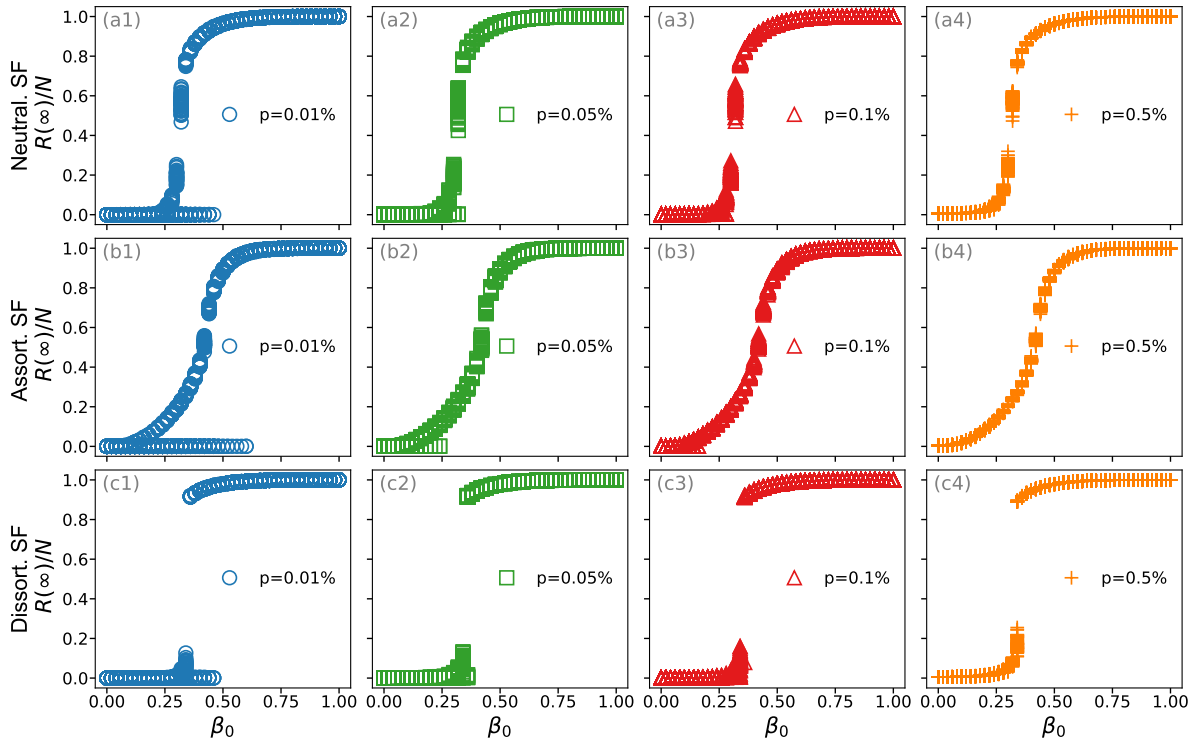 Neutral. SF
R(∞)/N
1.0
0.8
0.6
0.4
0.2
0.0
(a1)
p=0.01%
(a2)
p=0.05%
(a3)
p=0.1%
(a4)
p=0.5%
Assort. SF
R(∞)/N
1.0
0.8
0.6
0.4
0.2
0.0
(b1)
p=0.01%
(b2)
p=0.05%
(b3)
p=0.1%
(b4)
p=0.5%
Dissort. SF
R(∞)/N
1.0
0.8
0.6
0.4
0.2
0.0
(c1)
p=0.01%
(c2)
p=0.05%
(c3)
p=0.1%
(c4)
p=0.5%
0.00 0.25 0.50 0.75 1.00
0.00 0.25 0.50 0.75 1.00
0.00 0.25 0.50 0.75 1.00
0.00 0.25 0.50 0.75 1.00
β₀
β₀
β₀
β₀